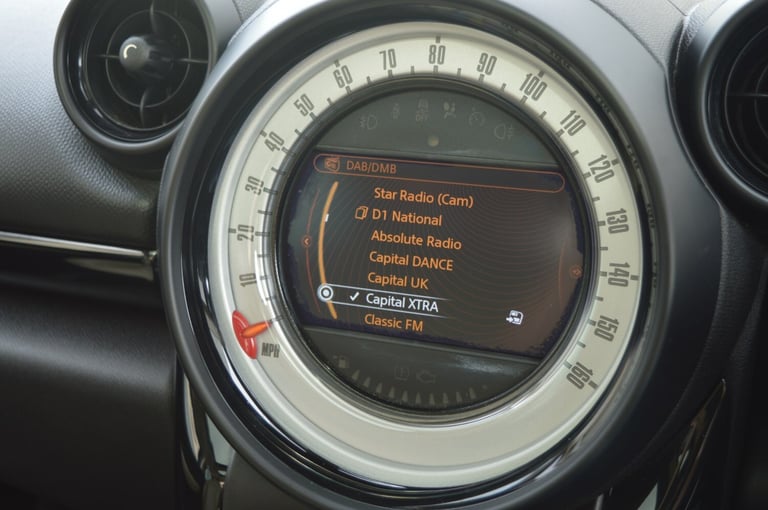 10
20
30
40
50
60
70
80
90
100
110
120
130
140
150
160
MPH
DAB/DMB
Star Radio (Cam)
D1 National
Absolute Radio
Capital DANCE
Capital UK
✓ Capital XTRA
Classic FM